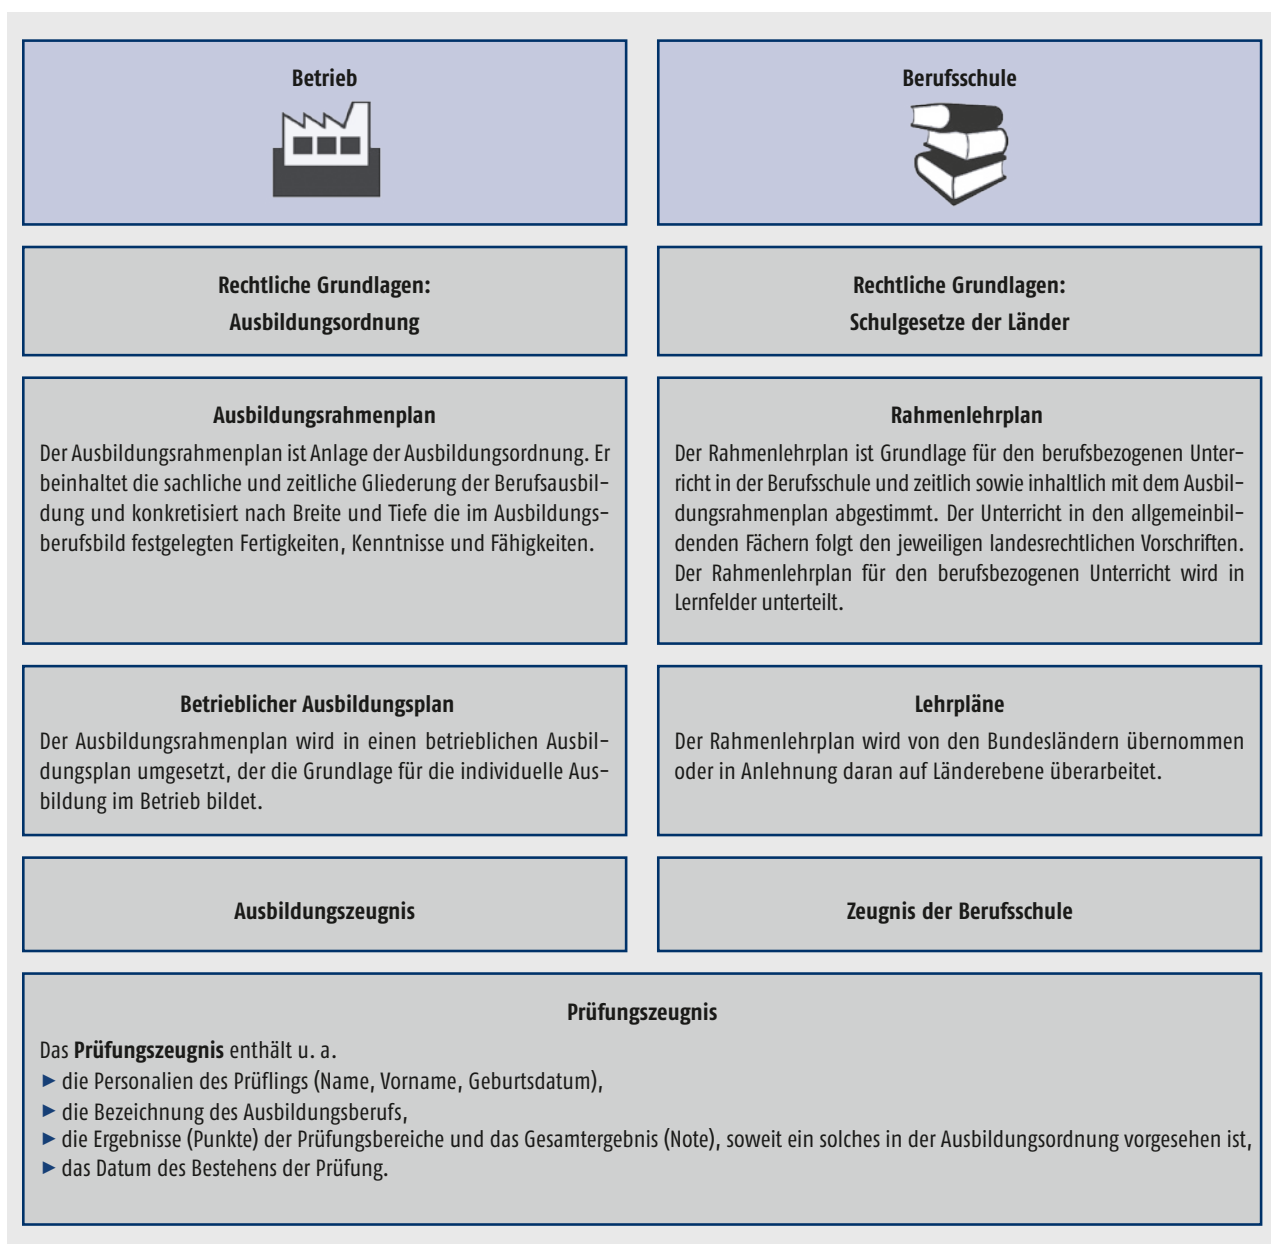 Betrieb
Berufsschule
Rechtliche Grundlagen:
Ausbildungsordnung
Rechtliche Grundlagen:
Schulgesetze der Länder
Ausbildungsrahmenplan
Der Ausbildungsrahmenplan ist Anlage der Ausbildungsordnung. Er
beinhaltet die sachliche und zeitliche Gliederung der Berufsausbil-
dung und konkretisiert nach Breite und Tiefe die im Ausbildungs-
berufsbild festgelegten Fertigkeiten, Kenntnisse und Fähigkeiten.
Rahmenlehrplan
Der Rahmenlehrplan ist Grundlage für den berufsbezogenen Unter-
richt in der Berufsschule und zeitlich sowie inhaltlich mit dem Ausbil-
dungsrahmenplan abgestimmt. Der Unterricht in den allgemeinbil-
denden Fächern folgt den jeweiligen landesrechtlichen Vorschriften.
Der Rahmenlehrplan für den berufsbezogenen Unterricht wird in
Lernfelder unterteilt.
Betrieblicher Ausbildungsplan
Der Ausbildungsrahmenplan wird in einen betrieblichen Ausbil-
dungsplan umgesetzt, der die Grundlage für die individuelle Aus-
bildung im Betrieb bildet.
Lehrpläne
Der Rahmenlehrplan wird von den Bundesländern übernommen
oder in Anlehnung daran auf Länderebene überarbeitet.
Ausbildungszeugnis
Zeugnis der Berufsschule
Prüfungszeugnis
Das Prüfungszeugnis enthält u. a.
► die Personalien des Prüflings (Name, Vorname, Geburtsdatum),
► die Bezeichnung des Ausbildungsberufs,
► die Ergebnisse (Punkte) der Prüfungsbereiche und das Gesamtergebnis (Note), soweit ein solches in der Ausbildungsordnung vorgesehen ist,
► das Datum des Bestehens der Prüfung.